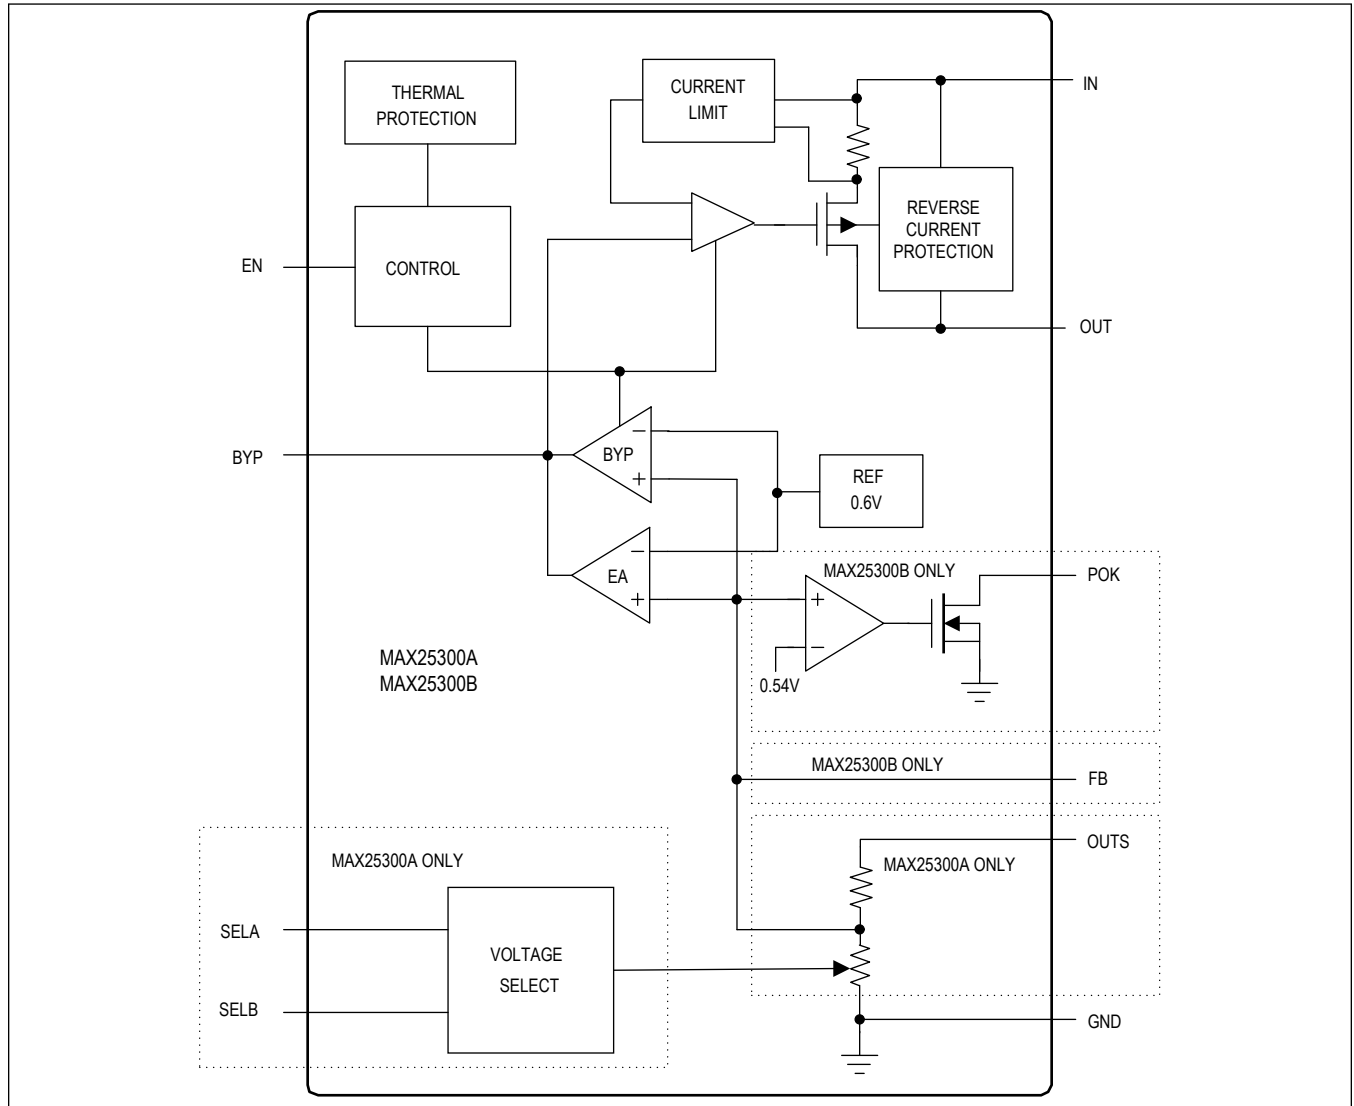 THERMAL
PROTECTION
CURRENT
LIMIT
IN
REVERSE
CURRENT
PROTECTION
EN
CONTROL
OUT
BYP
BYP
−
+
REF
0.6V
EA
−
+
MAX25300B ONLY
POK
+
−
0.54V
MAX25300A
MAX25300B
MAX25300B ONLY
FB
MAX25300A ONLY
OUTS
MAX25300A ONLY
SELA
VOLTAGE
SELECT
SELB
GND